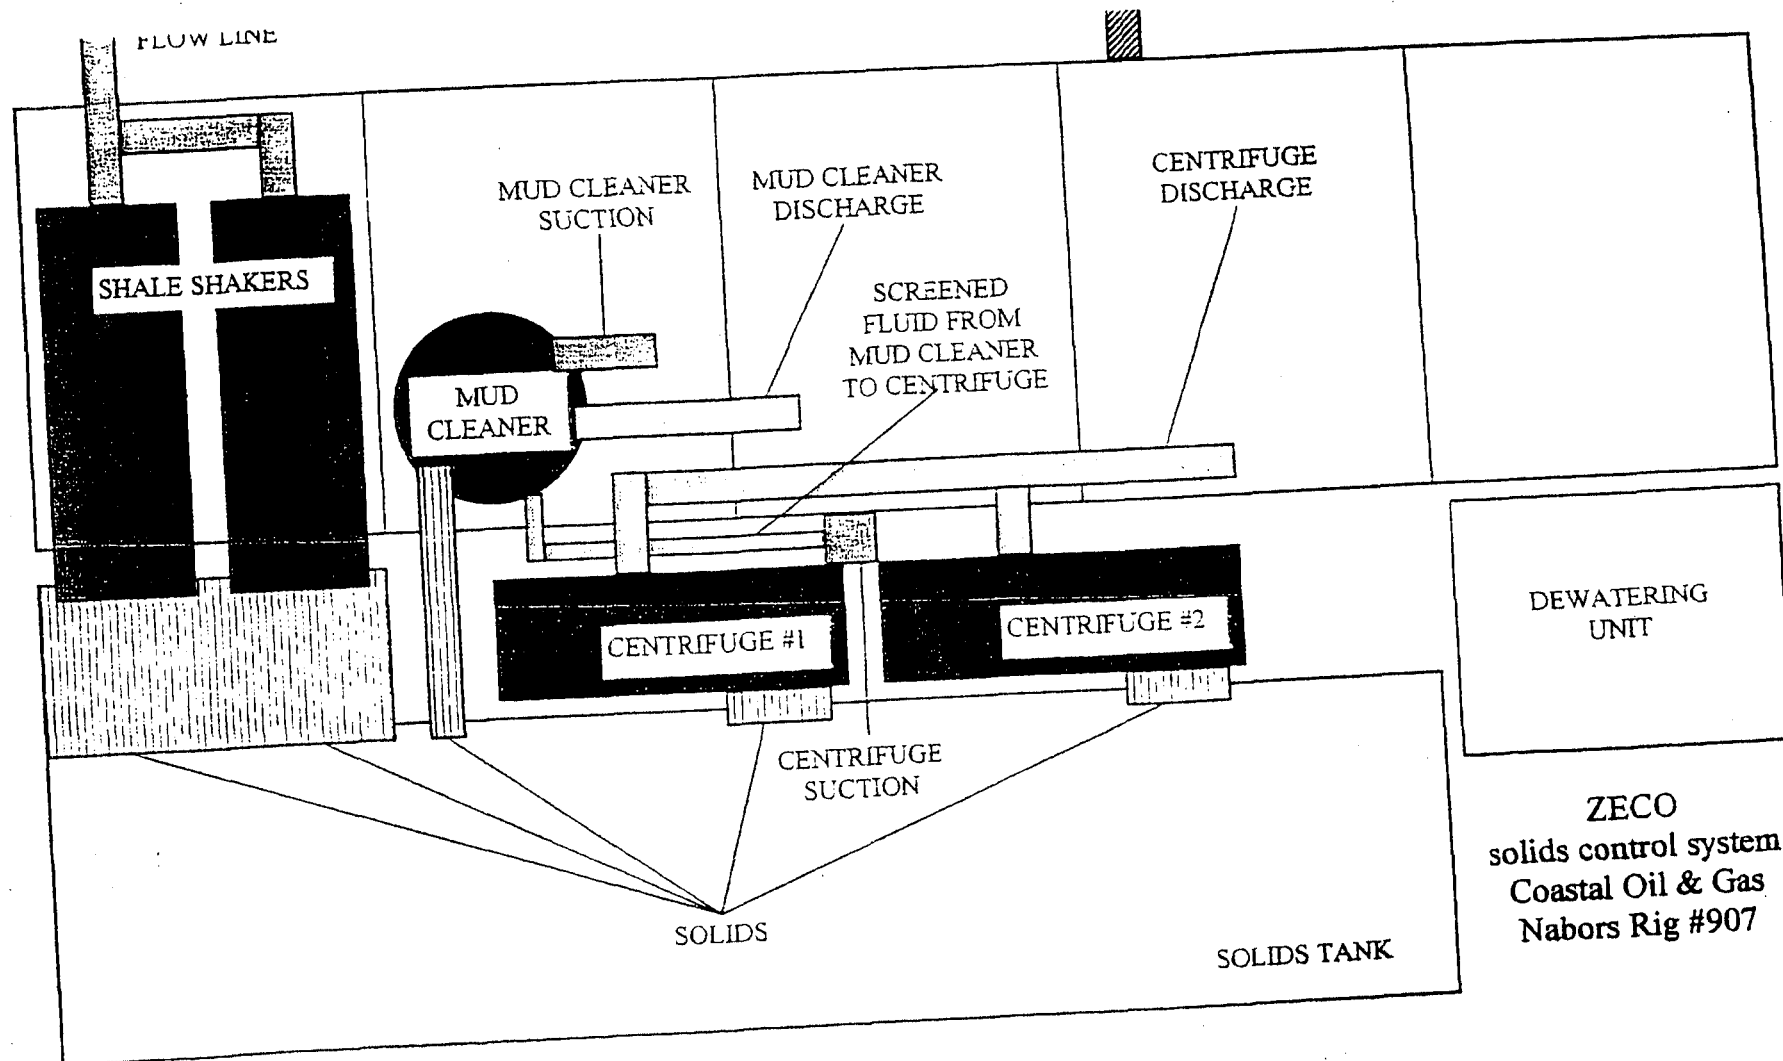 FLOW LINE
MUD CLEANER
SUCTION
MUD CLEANER
DISCHARGE
CENTRIFUGE
DISCHARGE
SHALE SHAKERS
SCREENED
FLUID FROM
MUD CLEANER
TO CENTRIFUGE
MUD
CLEANER
CENTRIFUGE #1
CENTRIFUGE #2
DEWATERING
UNIT
CENTRIFUGE
SUCTION
SOLIDS
SOLIDS TANK
ZECO
solids control system
Coastal Oil & Gas
Nabors Rig #907